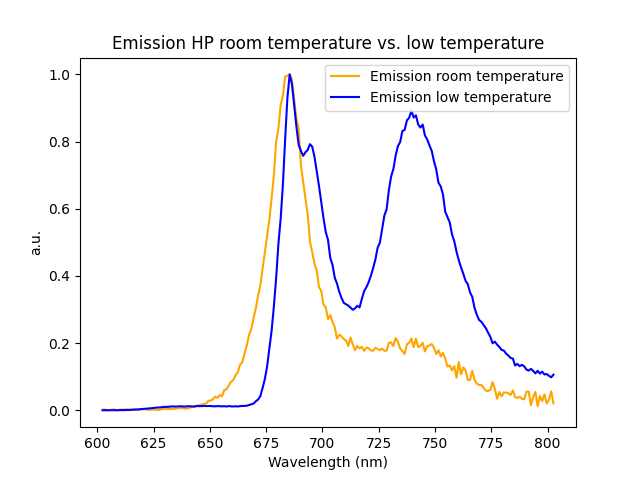 Emission HP room temperature vs. low temperature
Emission room temperature
Emission low temperature
1.0
0.8
0.6
0.4
0.2
0.0
a.u.
600 625 650 675 700 725 750 775 800
Wavelength (nm)